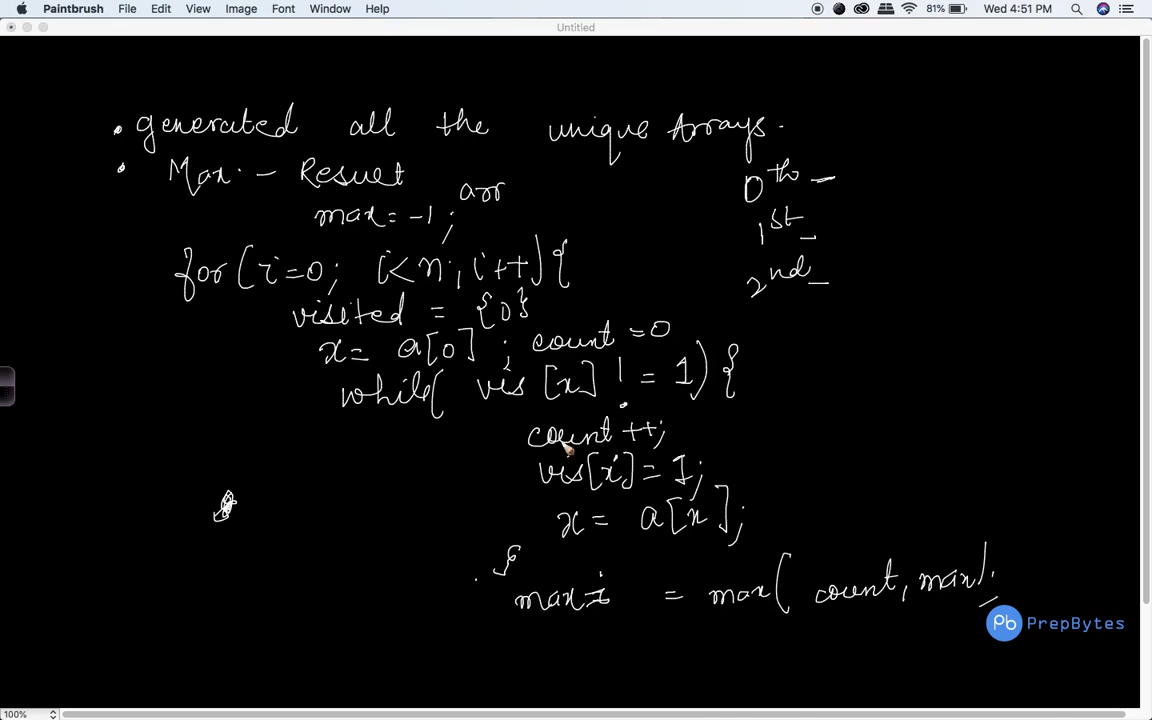 Paintbrush File Edit View Image Font Window Help 81% Wed 4:51 PM
Untitled
• generated all the unique Arrays.
• Max. - Result
0th -
arr
max = -1;
1st -
for(i=0; i<n; i++){
2nd -
visited = {0}
x = a[0] ; count = 0
while( vis [x] ! = 1) {
count ++;
vis[x] = 1;
x = a[x];
}
max = max( count, max);
Pb PrepBytes
100%